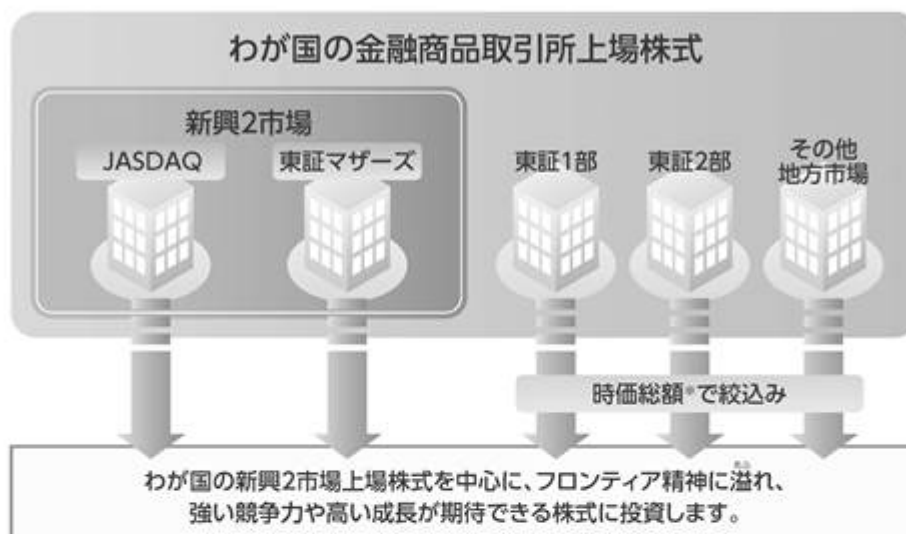 わが国の金融商品取引所上場株式
新興2市場
JASDAQ
東証マザーズ
東証1部
東証2部
その他
地方市場
時価総額*で絞込み
わが国の新興2市場上場株式を中心に、フロンティア精神に溢れ、
強い競争力や高い成長が期待できる株式に投資します。